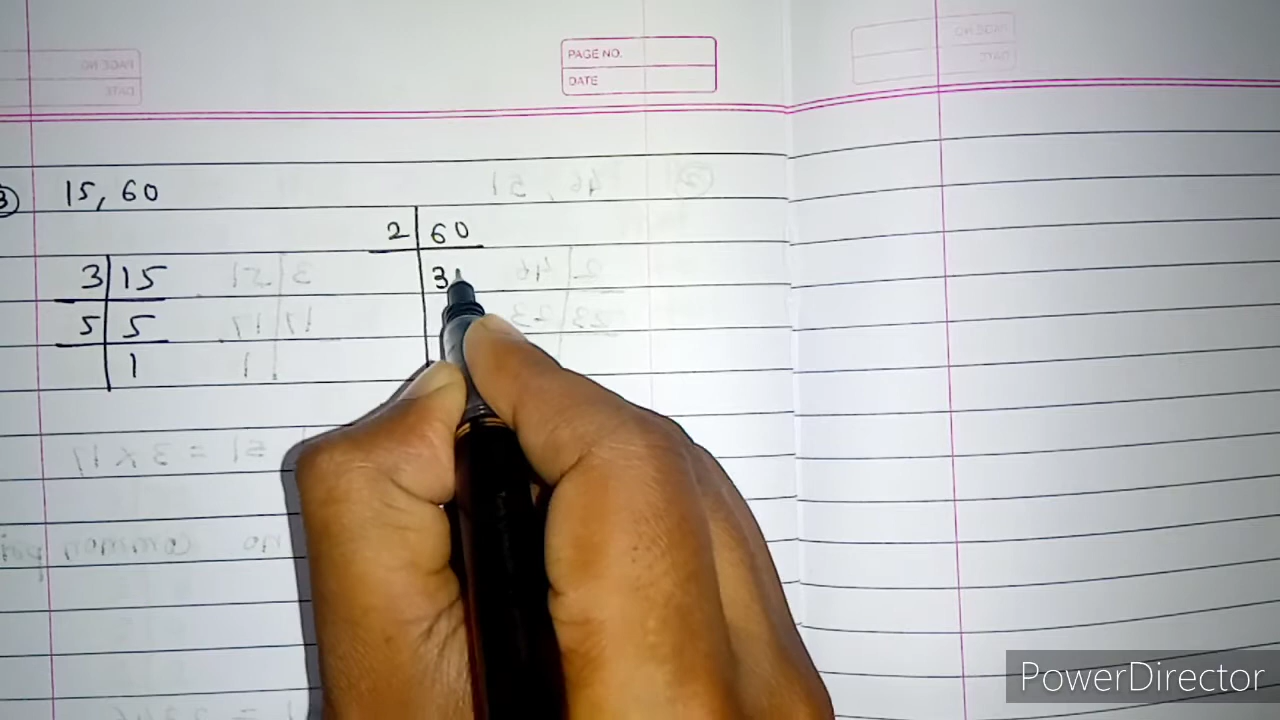 PAGE NO.
DATE
3 15, 60
2 60
3 15 3
5 5
1
PowerDirector